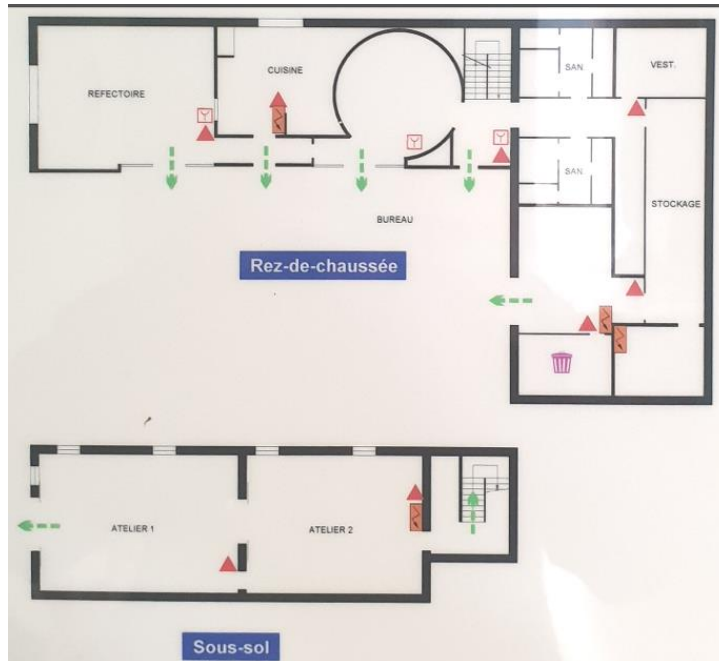 REFECTOIRE
CUISINE
SAN.
VEST.
SAN.
STOCKAGE
BUREAU
Rez-de-chaussée
ATELIER 1
ATELIER 2
Sous-sol